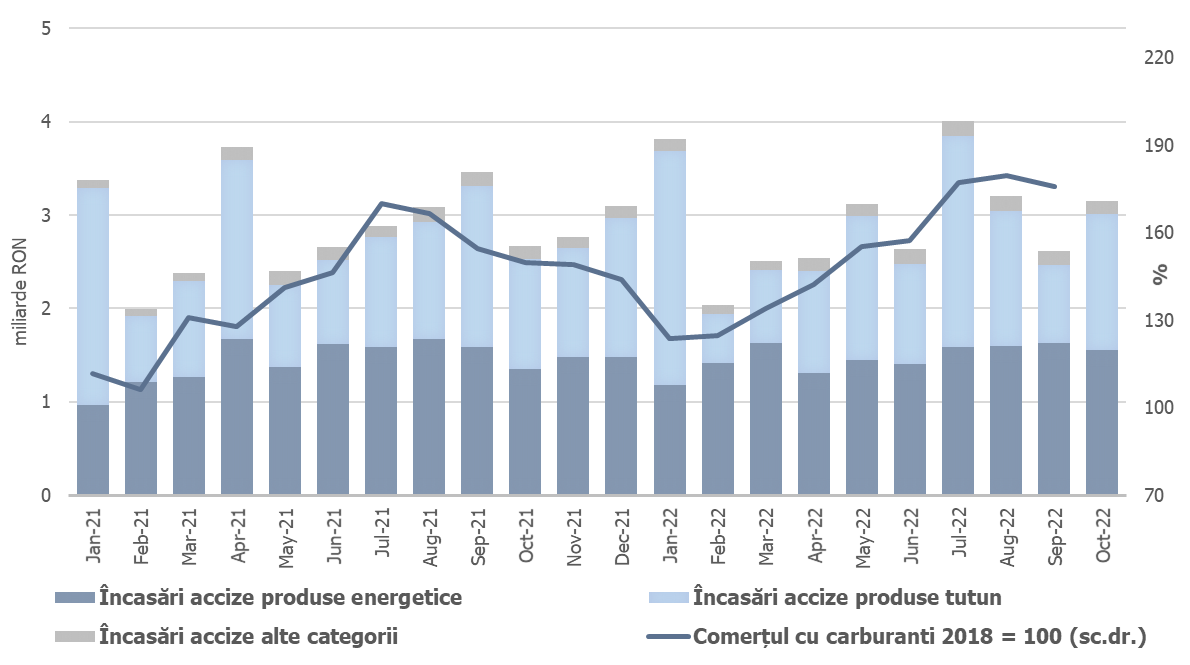 5
4
3
2
1
0
miliarde RON
220
190
160
130
100
70
%
Jan-21
Feb-21
Mar-21
Apr-21
May-21
Jun-21
Jul-21
Aug-21
Sep-21
Oct-21
Nov-21
Dec-21
Jan-22
Feb-22
Mar-22
Apr-22
May-22
Jun-22
Jul-22
Aug-22
Sep-22
Oct-22
Încasări accize produse energetice
Încasări accize produse tutun
Încasări accize alte categorii
Comerțul cu carburanti 2018 = 100 (sc.dr.)